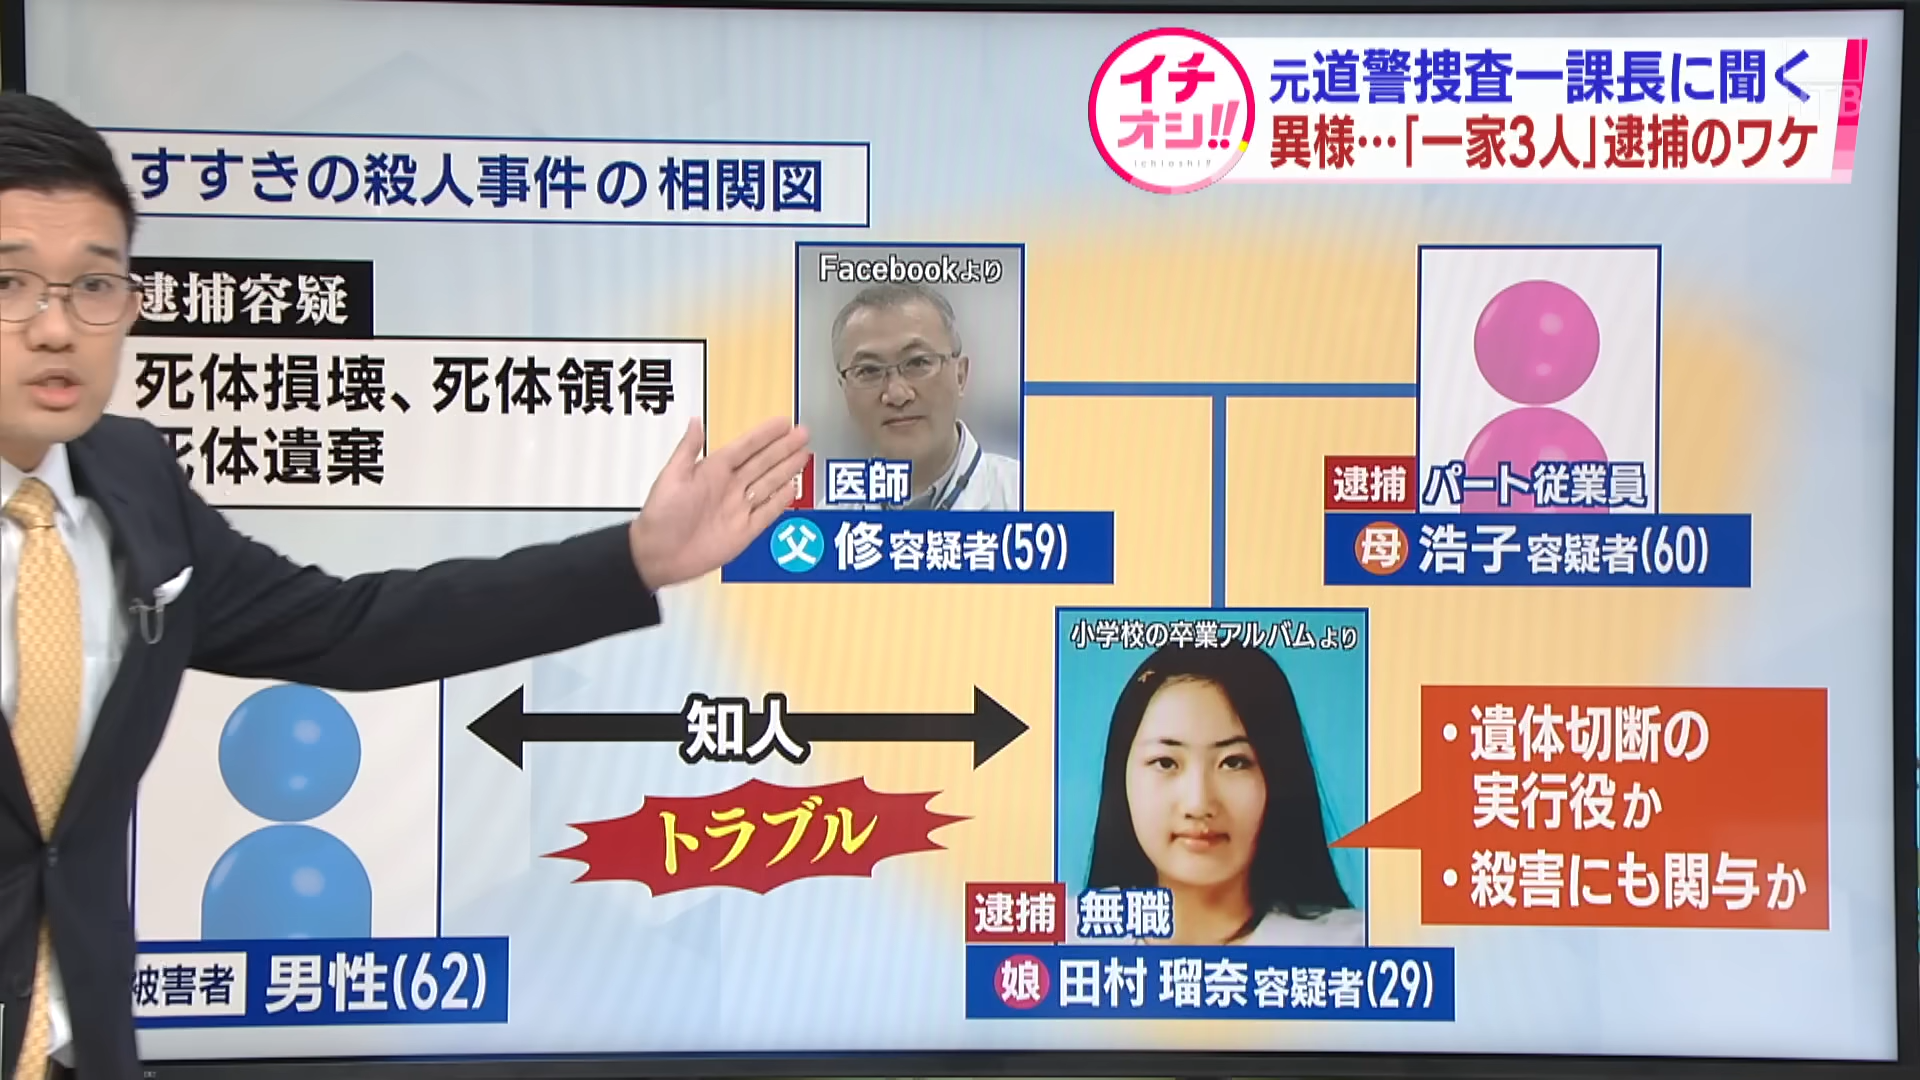 イチオシ!!
ichioshi!!
元道警捜査一課長に聞く
異様…「一家3人」逮捕のワケ
HTB
すすきの殺人事件の相関図
逮捕容疑
死体損壊、死体領得
死体遺棄
Facebookより
医師
父 修容疑者(59)
逮捕 パート従業員
母 浩子容疑者(60)
小学校の卒業アルバムより
知人
トラブル
・遺体切断の
実行役か
・殺害にも関与か
逮捕 無職
娘 田村 瑠奈容疑者(29)
被害者 男性(62)